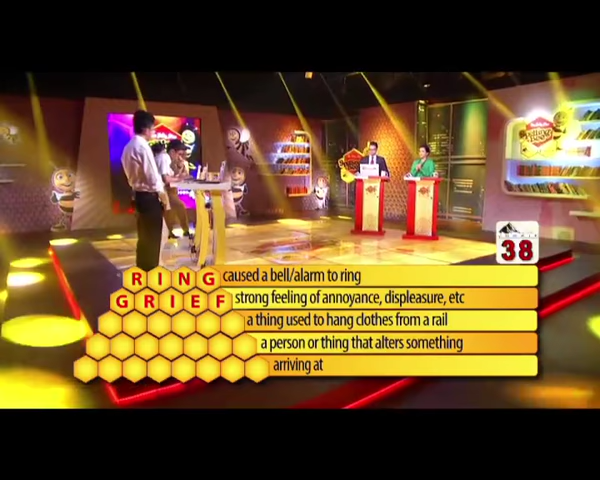 38
RING caused a bell/alarm to ring
GRIEF strong feeling of annoyance, displeasure, etc
a thing used to hang clothes from a rail
a person or thing that alters something
arriving at